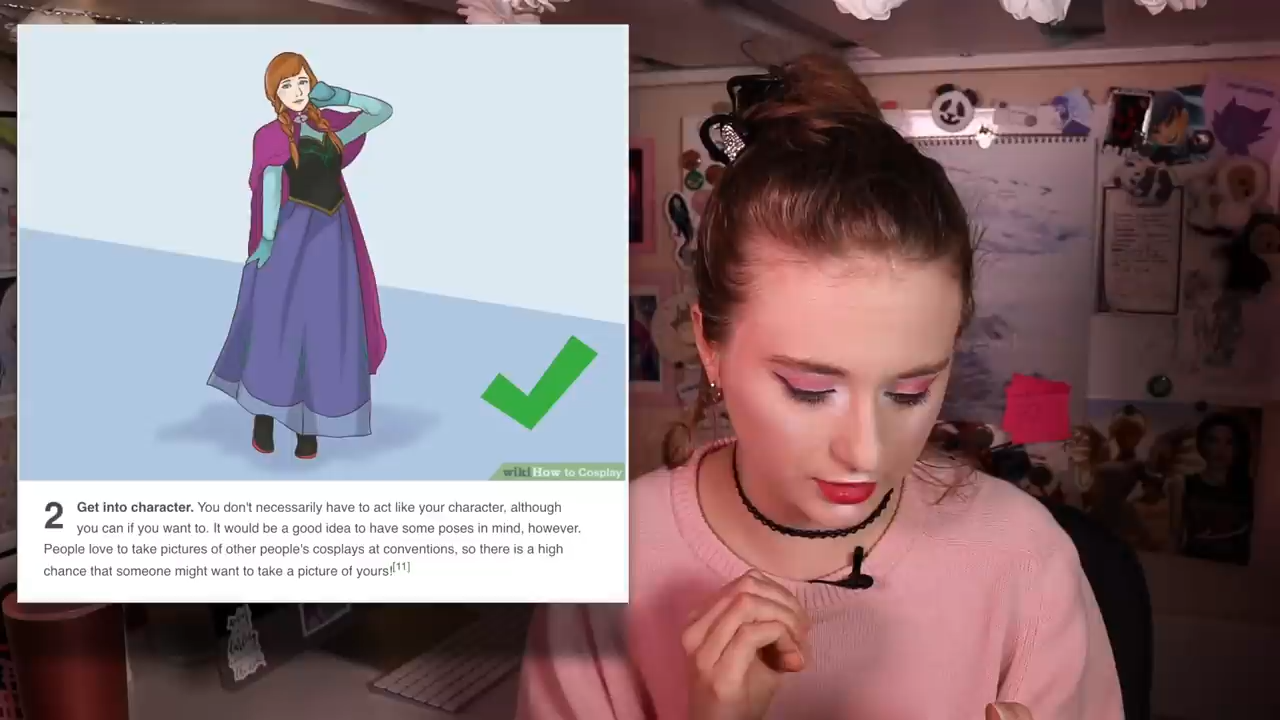 wikiHow to Cosplay
2 Get into character. You don't necessarily have to act like your character, although
you can if you want to. It would be a good idea to have some poses in mind, however.
People love to take pictures of other people's cosplays at conventions, so there is a high
chance that someone might want to take a picture of yours![11]